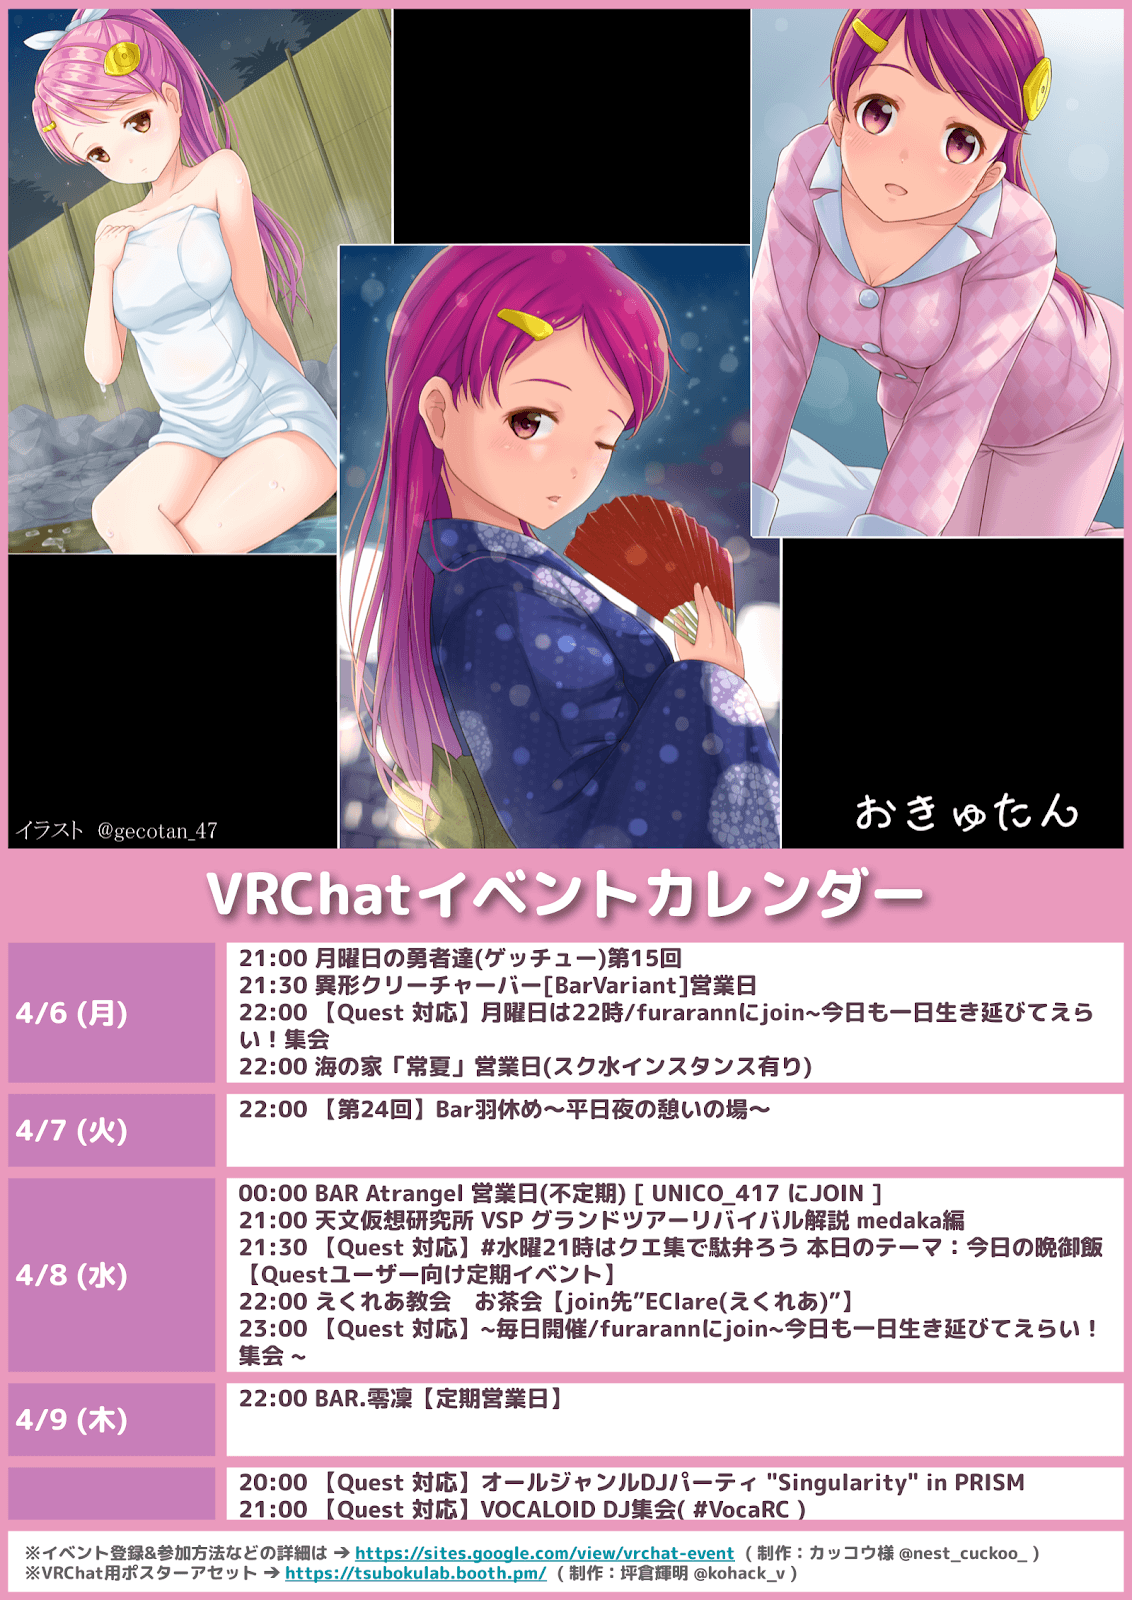 イラスト @gecotan_47
おきゅたん
VRChatイベントカレンダー
4/6 (月)
21:00 月曜日の勇者達(ゲッチュー)第15回
21:30 異形クリーチャーバー[BarVariant]営業日
22:00 【Quest 対応】月曜日は22時/furarannにjoin~今日も一日生き延びてえら
い！集会
22:00 海の家「常夏」営業日(スク水インスタンス有り)
4/7 (火)
22:00 【第24回】Bar羽休め〜平日夜の憩いの場〜
4/8 (水)
00:00 BAR Atrangel 営業日(不定期) [ UNICO_417 にJOIN ]
21:00 天文仮想研究所 VSP グランドツアーリバイバル解説 medaka編
21:30 【Quest 対応】#水曜21時はクエ集で駄弁ろう 本日のテーマ：今日の晩御飯
【Questユーザー向け定期イベント】
22:00 えくれあ教会　お茶会【join先”EClare(えくれあ)”】
23:00 【Quest 対応】~毎日開催/furarannにjoin~今日も一日生き延びてえらい！
集会 ~
4/9 (木)
22:00 BAR.零凜【定期営業日】
20:00 【Quest 対応】オールジャンルDJパーティ "Singularity" in PRISM
21:00 【Quest 対応】VOCALOID DJ集会( #VocaRC )
※イベント登録&参加方法などの詳細は → https://sites.google.com/view/vrchat-event ( 制作：カッコウ様 @nest_cuckoo_ )
※VRChat用ポスターアセット → https://tsubokulab.booth.pm/ ( 制作：坪倉輝明 @kohack_v )